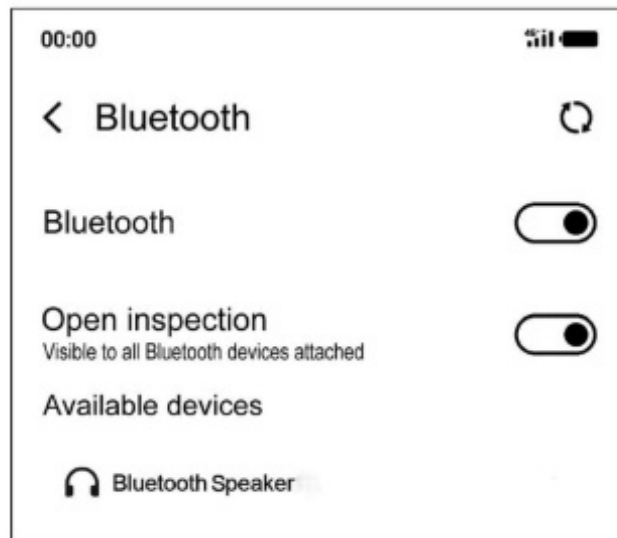 00:00
Bluetooth
Bluetooth
Open inspection
Visible to all Bluetooth devices attached
Available devices
Bluetooth Speaker